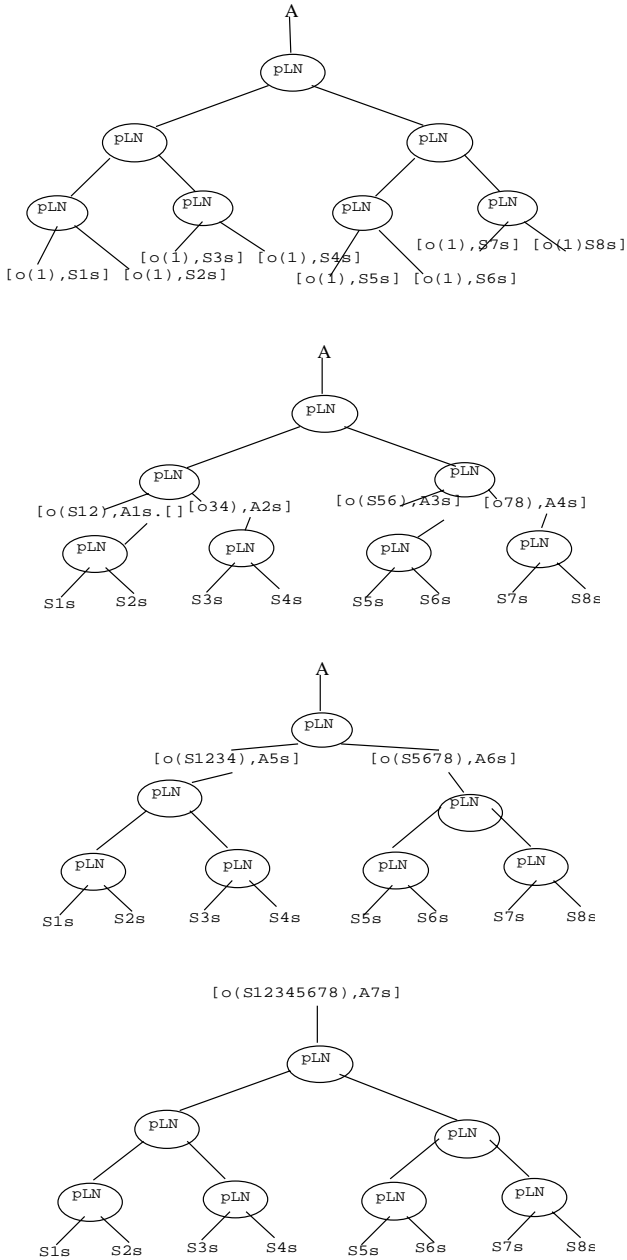 A
pLN
pLN pLN
pLN pLN pLN pLN
[o(1),S1s] [o(1),S2s] [o(1),S3s] [o(1),S4s] [o(1),S5s] [o(1),S6s] [o(1),S7s] [o(1)S8s]
A
pLN
pLN pLN
[o(S12),A1s.[] [o34),A2s] [o(S56),A3s] [o78),A4s]
pLN pLN pLN pLN
S1s S2s S3s S4s S5s S6s S7s S8s
A
pLN
[o(S1234),A5s] [o(S5678),A6s]
pLN pLN
pLN pLN pLN pLN
S1s S2s S3s S4s S5s S6s S7s S8s
[o(S12345678),A7s]
pLN
pLN pLN
pLN pLN pLN pLN
S1s S2s S3s S4s S5s S6s S7s S8s